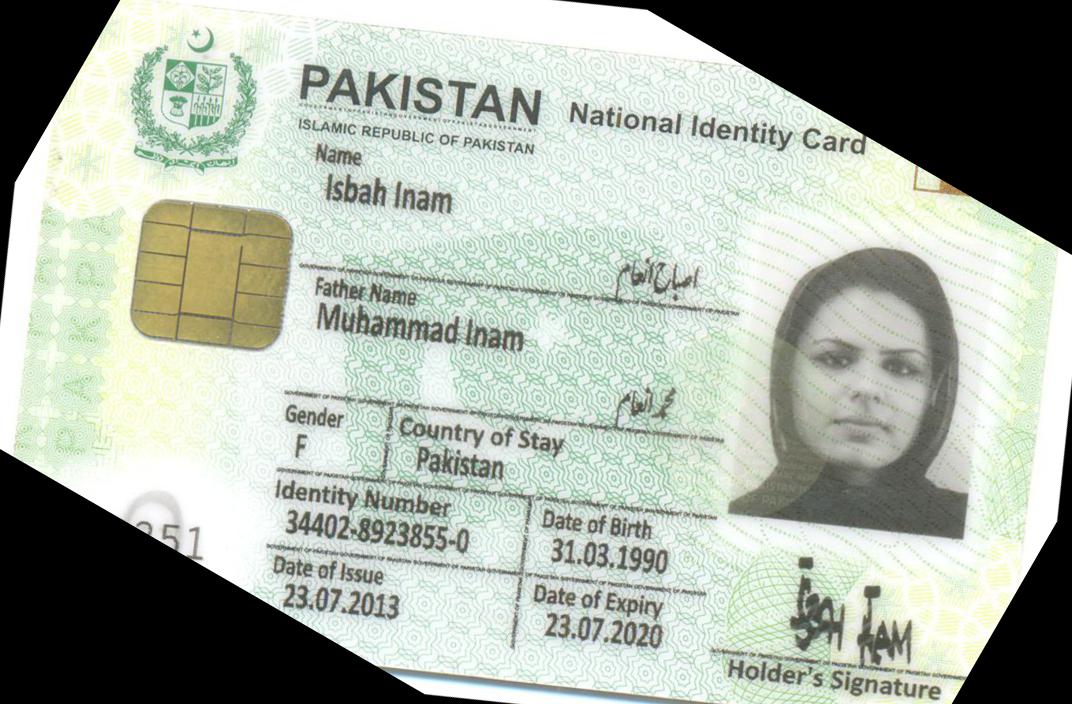 PAKISTAN National Identity Card
ISLAMIC REPUBLIC OF PAKISTAN
Name
Isbah Inam
اصباح انعام
Father Name
Muhammad Inam
محمد انعام
Gender
F
Country of Stay
Pakistan
Identity Number
34402-8923855-0
Date of Birth
31.03.1990
Date of Issue
23.07.2013
Date of Expiry
23.07.2020
351
Isbah Inam
Holder's Signature